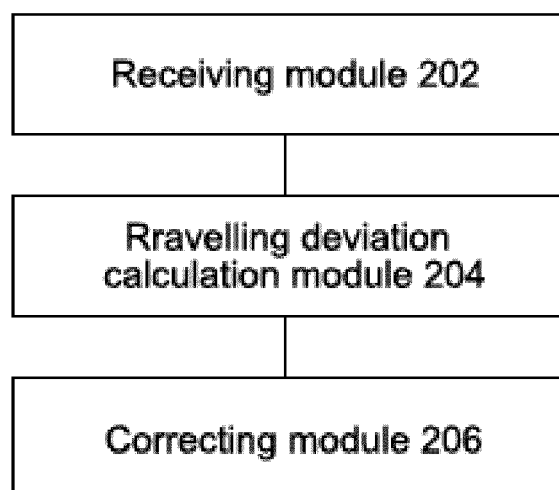 Receiving module 202
Rravelling deviation
calculation module 204
Correcting module 206